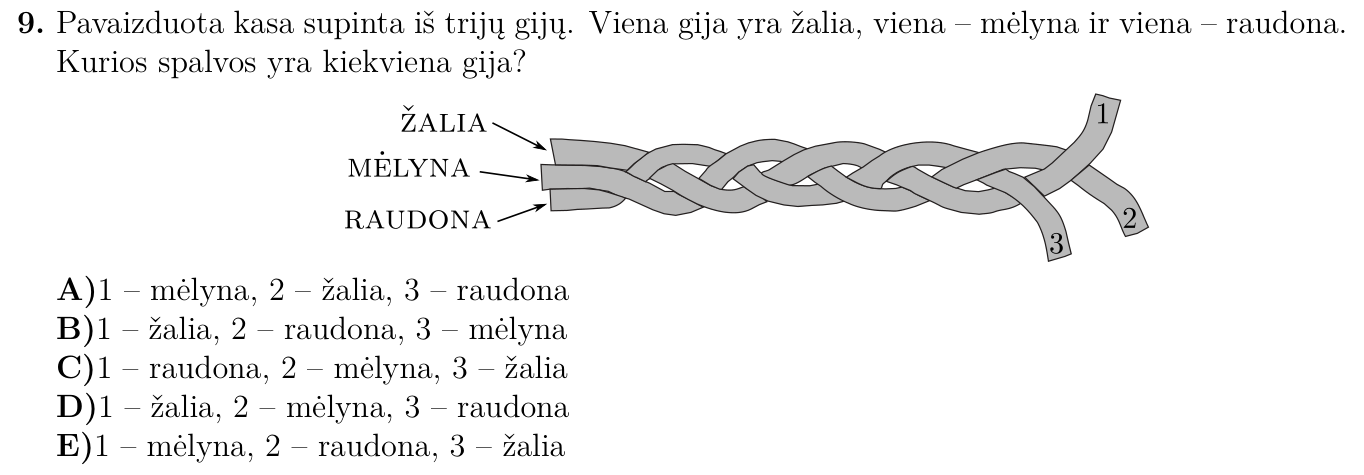 9. Pavaizduota kasa supinta iš trijų gijų. Viena gija yra žalia, viena – mėlyna ir viena – raudona.
Kurios spalvos yra kiekviena gija?
ŽALIA
MĖLYNA
RAUDONA
1
2
3
A)1 – mėlyna, 2 – žalia, 3 – raudona
B)1 – žalia, 2 – raudona, 3 – mėlyna
C)1 – raudona, 2 – mėlyna, 3 – žalia
D)1 – žalia, 2 – mėlyna, 3 – raudona
E)1 – mėlyna, 2 – raudona, 3 – žalia